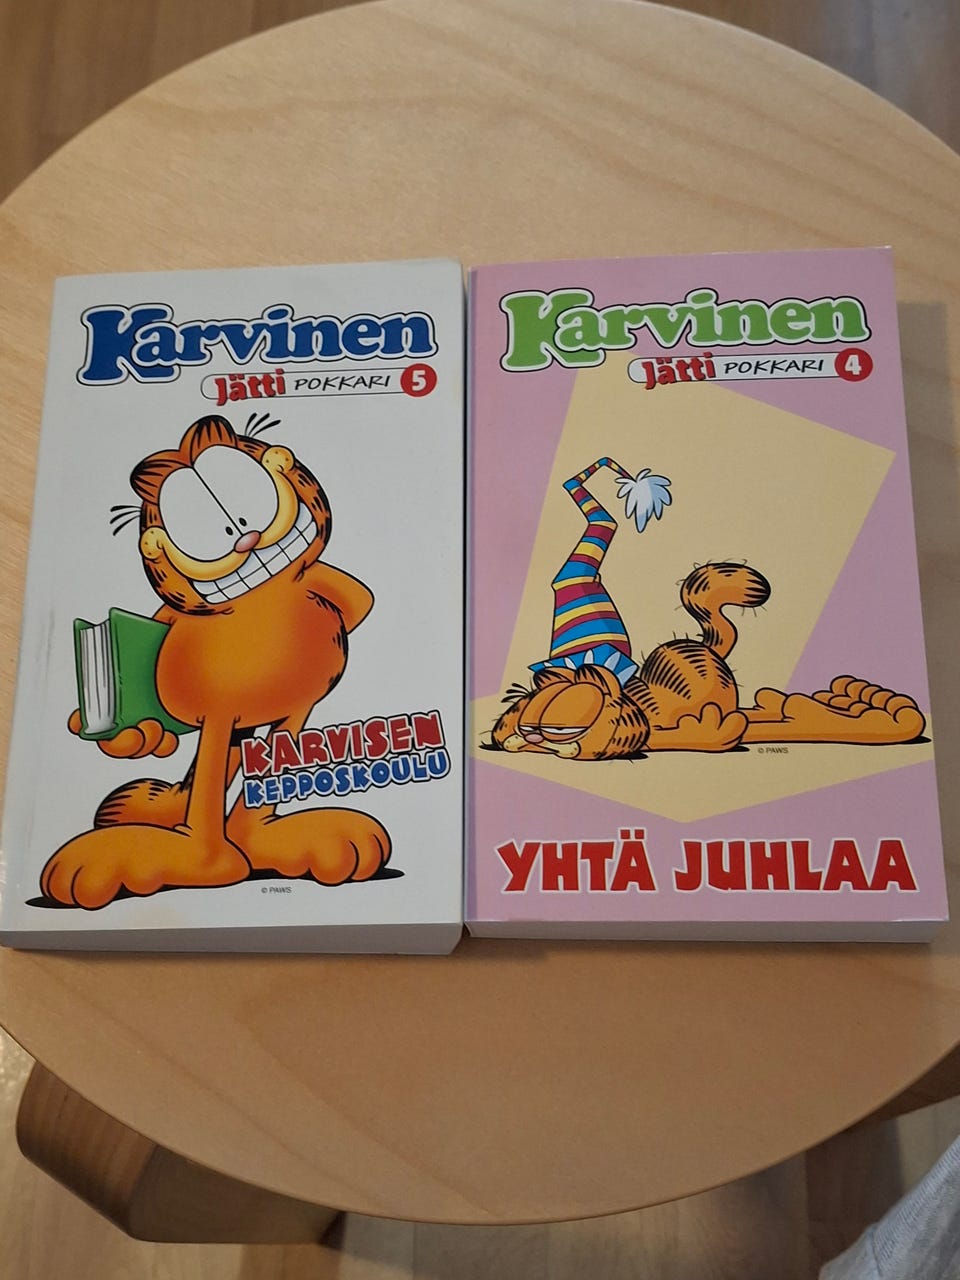 Karvinen
Jätti POKKARI 5
KARVISEN
KEPPOSKOULU
© PAWS
Karvinen
Jätti POKKARI 4
© PAWS
YHTÄ JUHLAA